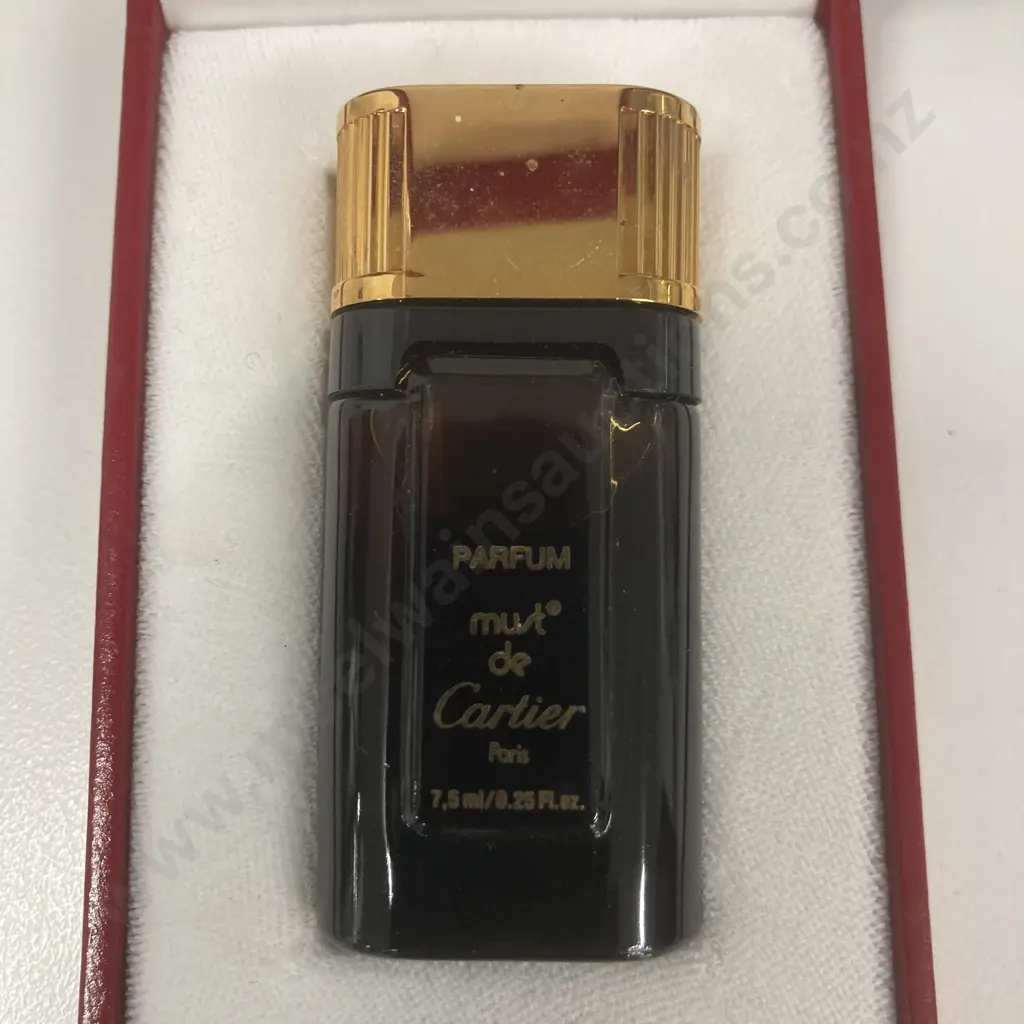 PARFUM
must®
de
Cartier
Paris
7,5 ml/0.25 Fl.oz.